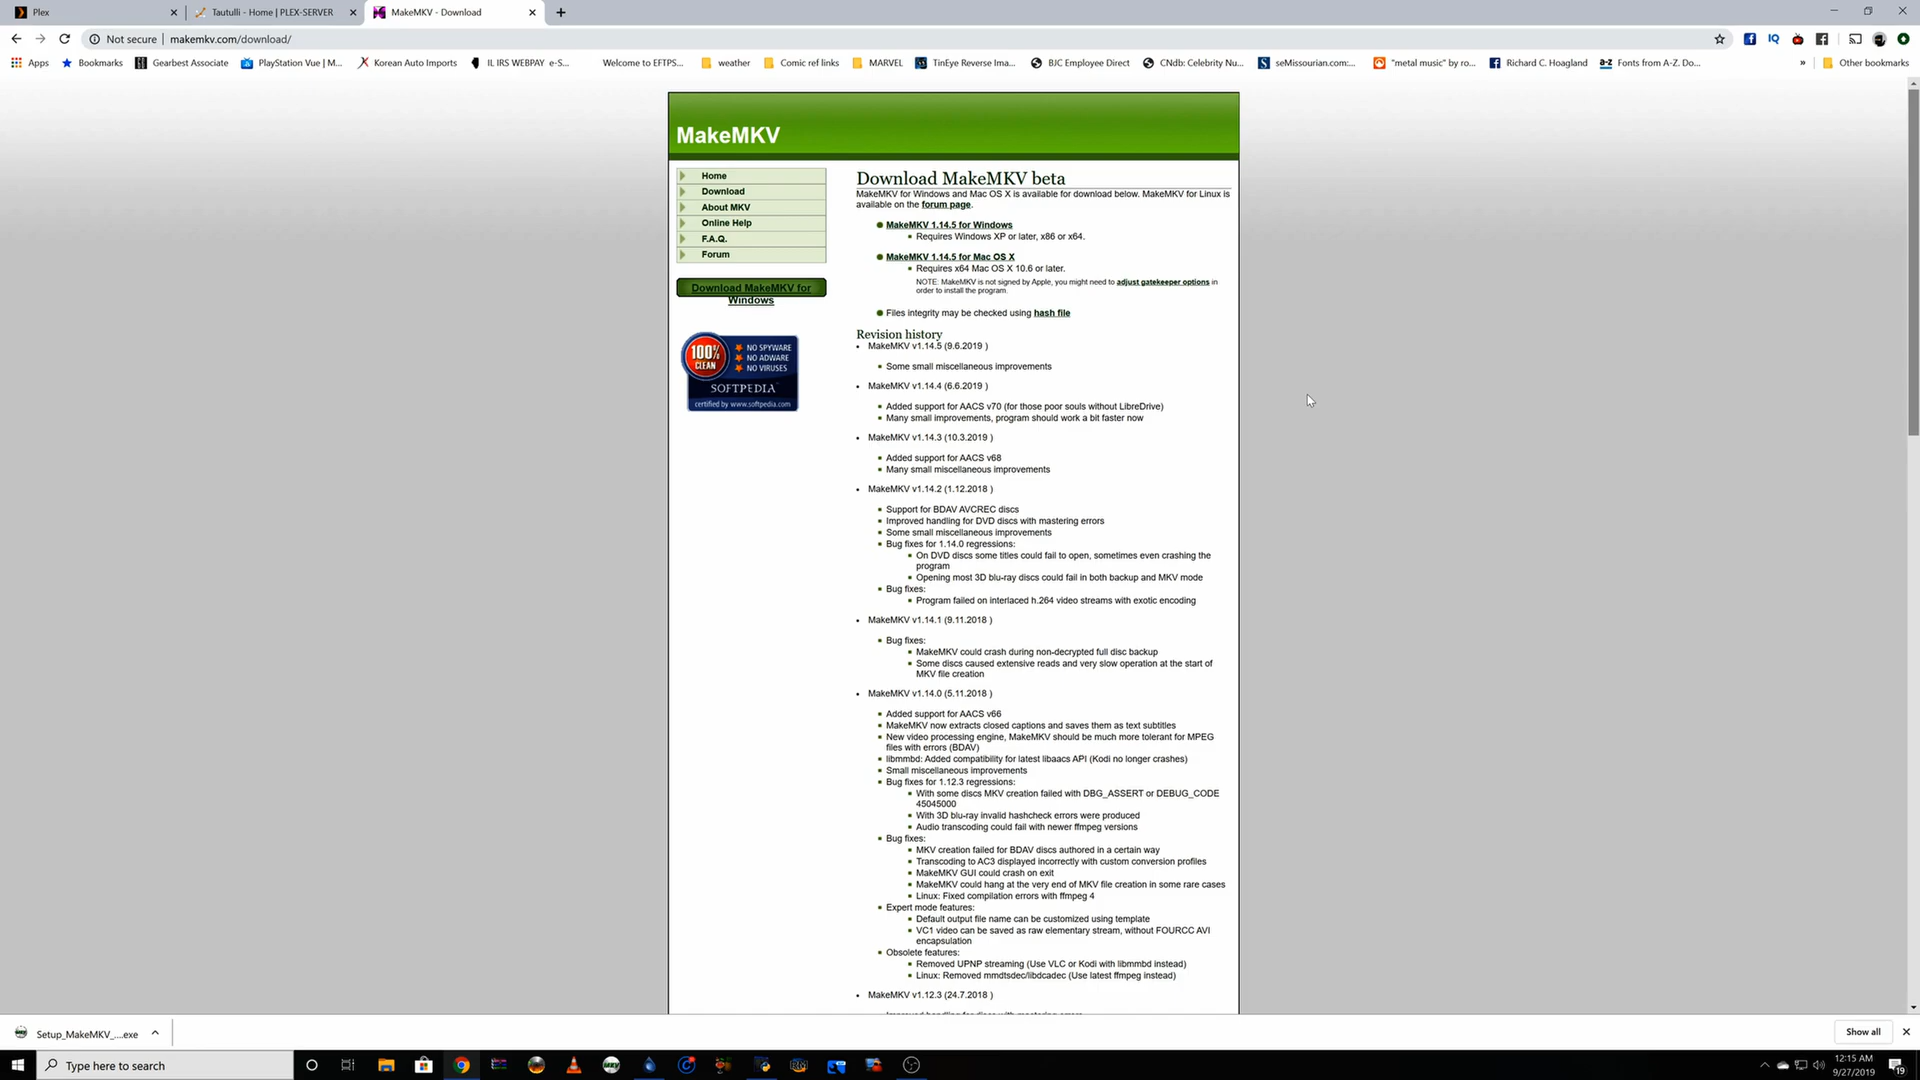 Plex
Tautulli - Home | PLEX-SERVER
MakeMKV - Download
Not secure | makemkv.com/download/
Apps
Bookmarks
Gearbest Associate
PlayStation Vue | M...
Korean Auto Imports
IL IRS WEBPAY e-S...
Welcome to EFTPS...
weather
Comic ref links
MARVEL
TinEye Reverse Ima...
BJC Employee Direct
CNdb: Celebrity Nu...
seMissourian.com:...
"metal music" by ro...
Richard C. Hoagland
Fonts from A-Z. Do...
»
Other bookmarks
MakeMKV
Home
Download
About MKV
Online Help
F.A.Q.
Forum
Download MakeMKV for
Windows
100%
CLEAN
NO SPYWARE
NO ADWARE
NO VIRUSES
SOFTPEDIA
certified by www.softpedia.com
Download MakeMKV beta
MakeMKV for Windows and Mac OS X is available for download below. MakeMKV for Linux is
available on the forum page.
MakeMKV 1.14.5 for Windows
Requires Windows XP or later, x86 or x64.
MakeMKV 1.14.5 for Mac OS X
Requires x64 Mac OS X 10.6 or later.
NOTE: MakeMKV is not signed by Apple, you might need to adjust gatekeeper options in
order to install the program.
Files integrity may be checked using hash file
Revision history
MakeMKV v1.14.5 (9.6.2019 )
Some small miscellaneous improvements
MakeMKV v1.14.4 (6.6.2019 )
Added support for AACS v70 (for those poor souls without LibreDrive)
Many small improvements, program should work a bit faster now
MakeMKV v1.14.3 (10.3.2019 )
Added support for AACS v68
Many small miscellaneous improvements
MakeMKV v1.14.2 (1.12.2018 )
Support for BDAV AVCREC discs
Improved handling for DVD discs with mastering errors
Some small miscellaneous improvements
Bug fixes for 1.14.0 regressions:
On DVD discs some titles could fail to open, sometimes even crashing the
program
Opening most 3D blu-ray discs could fail in both backup and MKV mode
Bug fixes:
Program failed on interlaced h.264 video streams with exotic encoding
MakeMKV v1.14.1 (9.11.2018 )
Bug fixes:
MakeMKV could crash during non-decrypted full disc backup
Some discs caused extensive reads and very slow operation at the start of
MKV file creation
MakeMKV v1.14.0 (5.11.2018 )
Added support for AACS v66
MakeMKV now extracts closed captions and saves them as text subtitles
New video processing engine, MakeMKV should be much more tolerant for MPEG
files with errors (BDAV)
libmmbd: Added compatibility for latest libaacs API (Kodi no longer crashes)
Small miscellaneous improvements
Bug fixes for 1.12.3 regressions:
With some discs MKV creation failed with DBG_ASSERT or DEBUG_CODE
45045000
With 3D blu-ray invalid hashcheck errors were produced
Audio transcoding could fail with newer ffmpeg versions
Bug fixes:
MKV creation failed for BDAV discs authored in a certain way
Transcoding to AC3 displayed incorrectly with custom conversion profiles
MakeMKV GUI could crash on exit
MakeMKV could hang at the very end of MKV file creation in some rare cases
Linux: Fixed compilation errors with ffmpeg 4
Expert mode features:
Default output file name can be customized using template
VC1 video can be saved as raw elementary stream, without FOURCC AVI
encapsulation
Obsolete features:
Removed UPNP streaming (Use VLC or Kodi with libmmbd instead)
Linux: Removed mmdtsdec/libdcadec (Use latest ffmpeg instead)
MakeMKV v1.12.3 (24.7.2018 )
Setup_MakeMKV_....exe
Show all
Type here to search
12:15 AM
9/27/2019
19